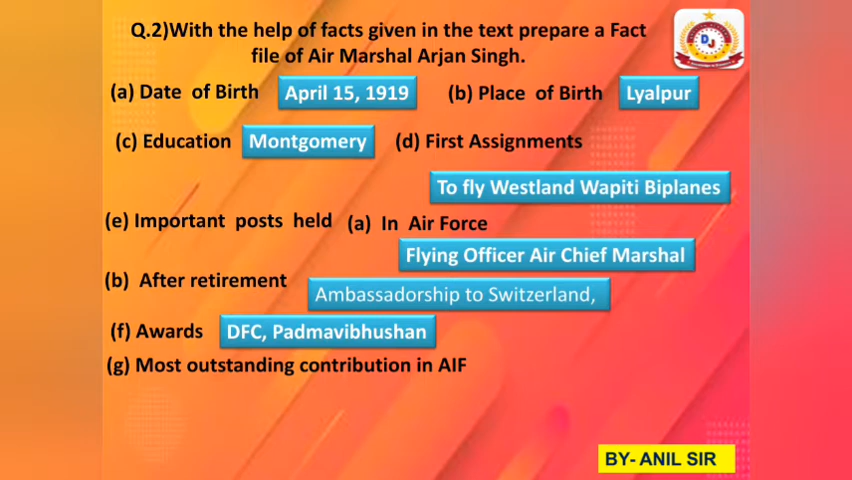 Q.2)With the help of facts given in the text prepare a Fact
file of Air Marshal Arjan Singh.
DJ
(a) Date of Birth April 15, 1919 (b) Place of Birth Lyalpur
(c) Education Montgomery (d) First Assignments
To fly Westland Wapiti Biplanes
(e) Important posts held (a) In Air Force
Flying Officer Air Chief Marshal
(b) After retirement Ambassadorship to Switzerland,
(f) Awards DFC, Padmavibhushan
(g) Most outstanding contribution in AIF
BY- ANIL SIR